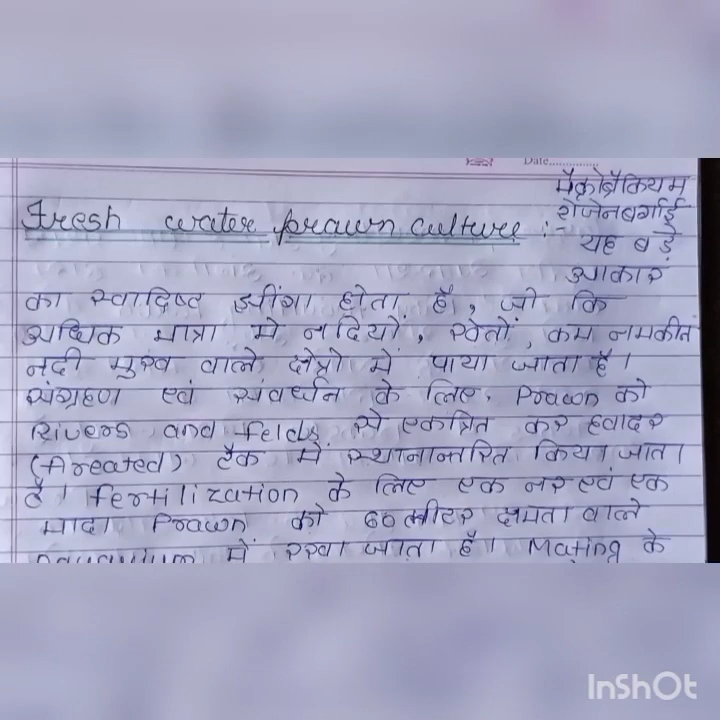 Date..............
मैक्रोब्रैकियम
रोजेनबर्गाई
Fresh water prawn culture :-
यह बड़े
आकार
का स्वादिष्ट झींगा होता है, जो कि
अधिक मात्रा मे नदियों, खेतों, कम नमकीन
नदी मुख वाले क्षेत्रो में पाया जाता है।
संग्रहण एवं संवर्धन के लिए, Prawn को
Rivers and felds से एकत्रित कर हवादार
(Areated) टैंक में स्थानान्तरित किया जाता
है। fertilization के लिए एक नर एवं एक
मादा Prawn को 60 लीटर क्षमता वाले
में रखा जाता है। Mating के
InShOt